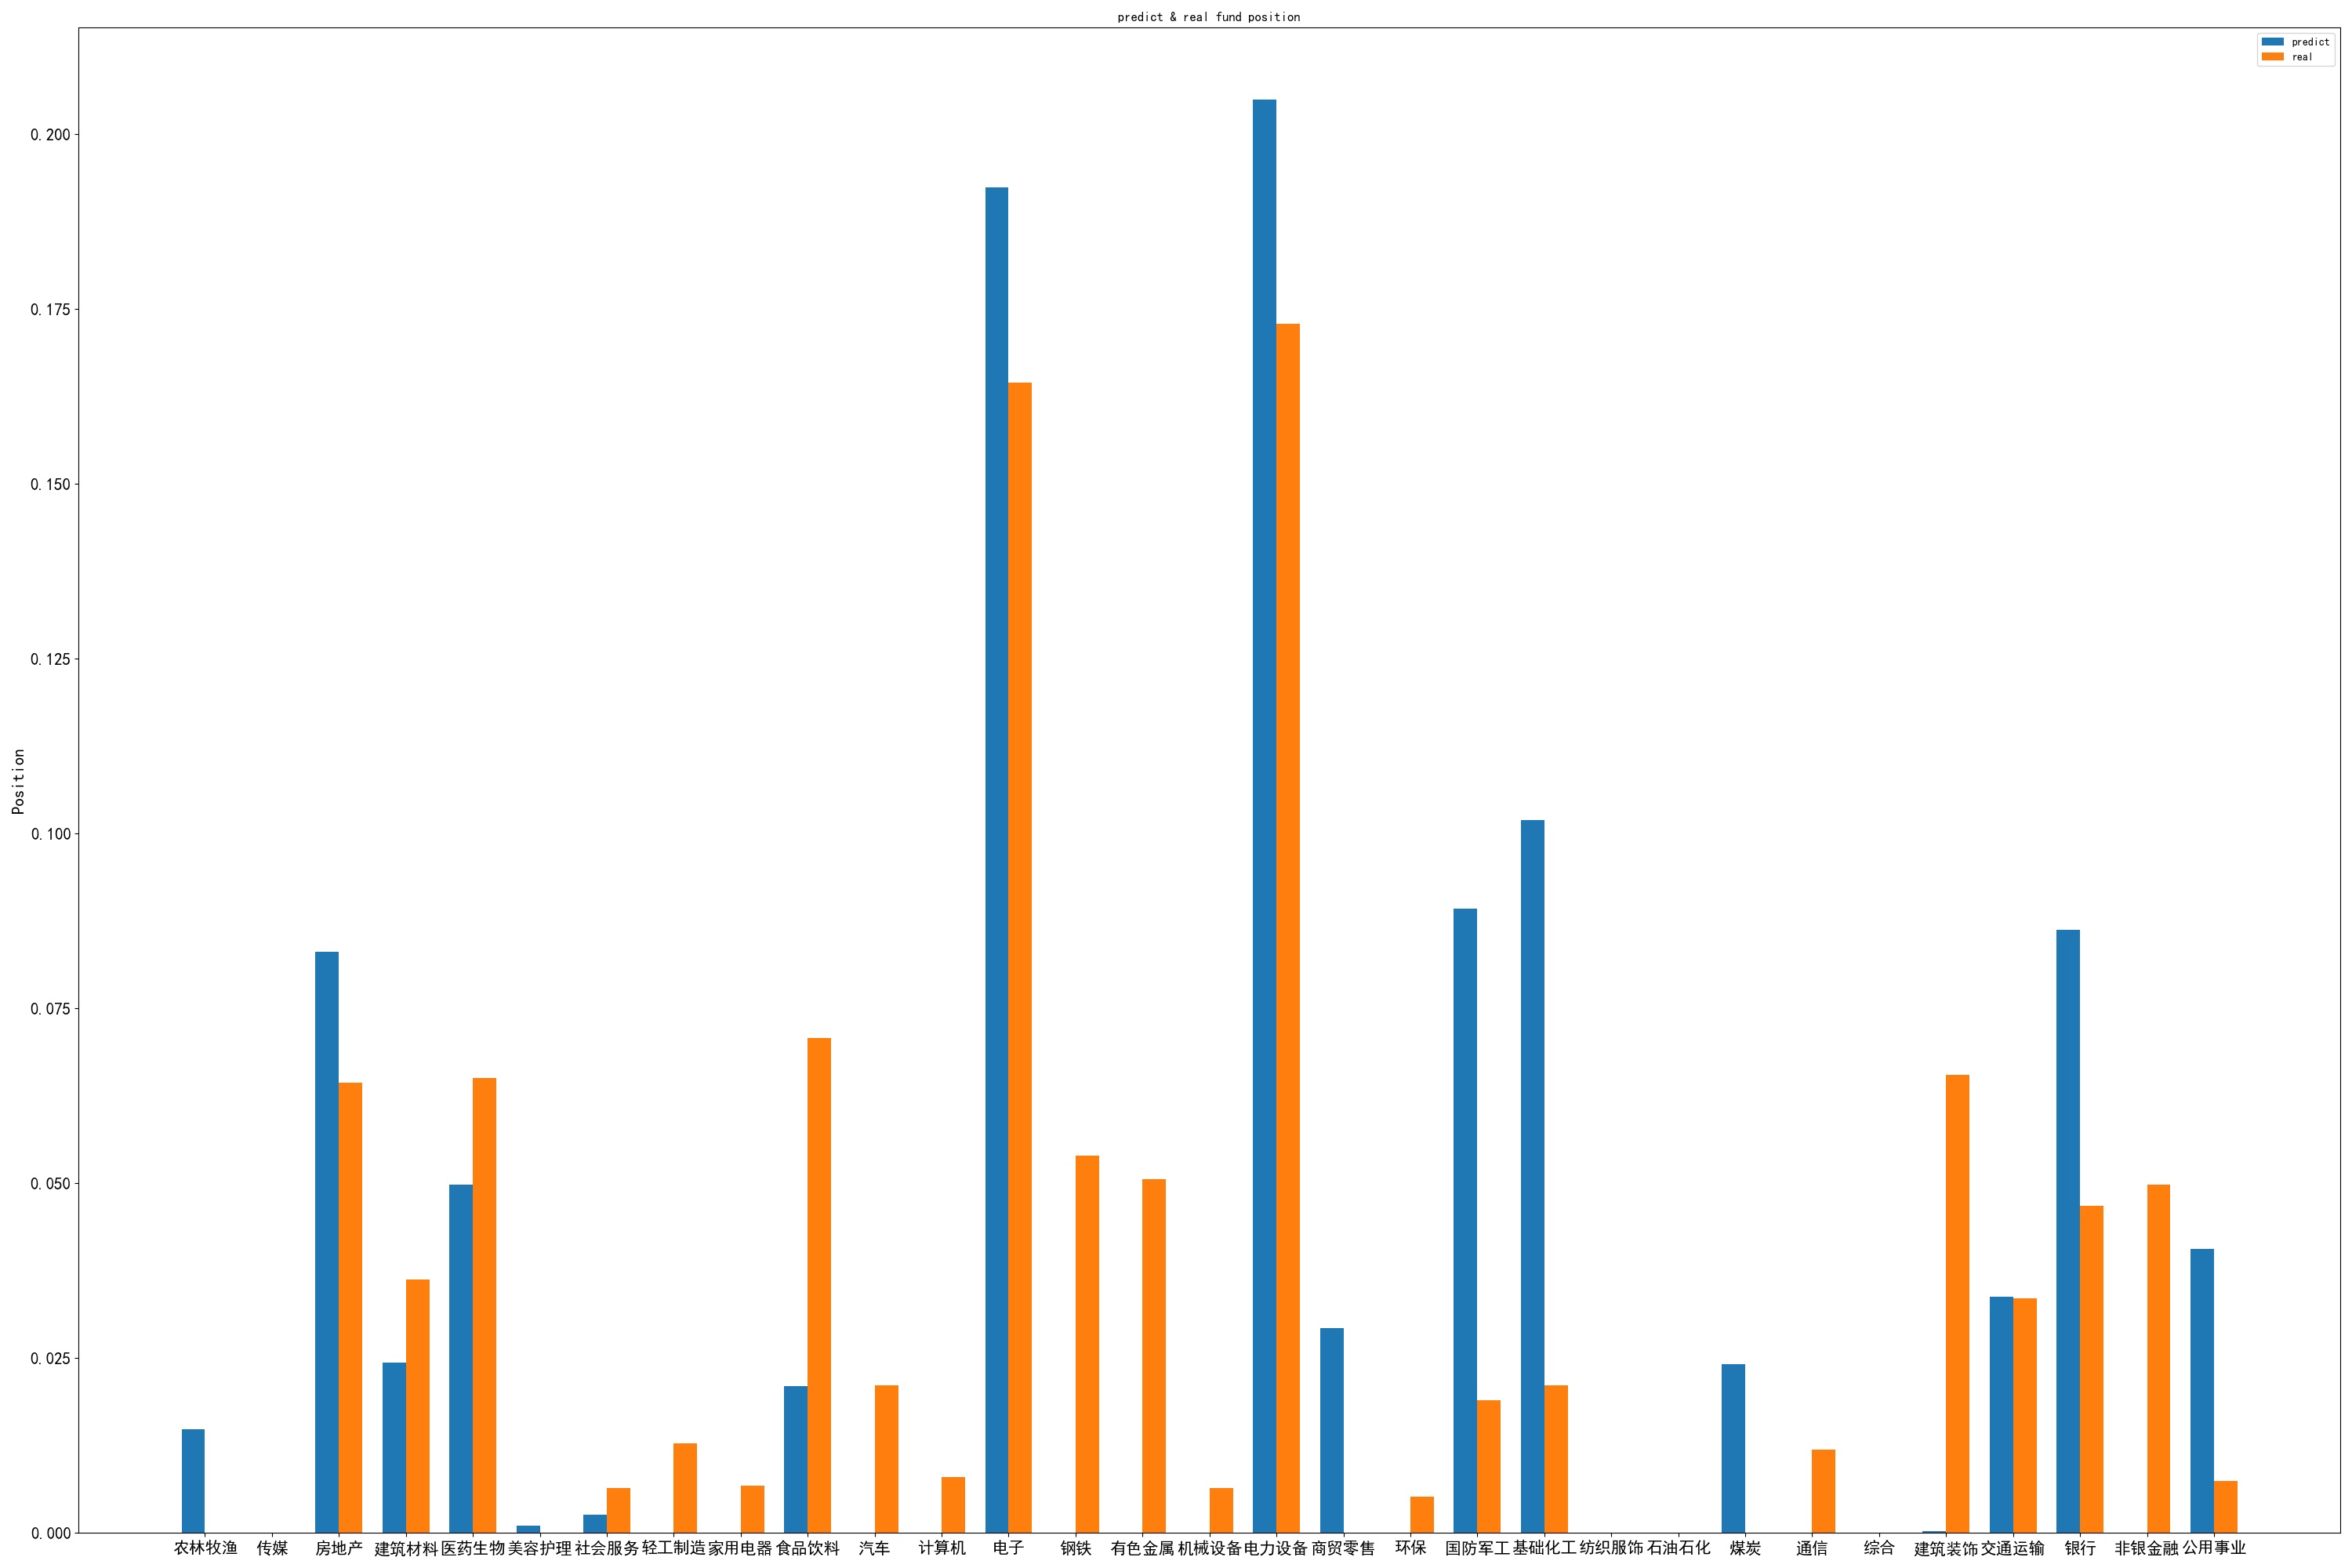 predict & real fund position
predict
real
Position
0.200
0.175
0.150
0.125
0.100
0.075
0.050
0.025
0.000
农林牧渔 传媒 房地产 建筑材料 医药生物 美容护理 社会服务 轻工制造 家用电器 食品饮料 汽车 计算机 电子 钢铁 有色金属 机械设备 电力设备 商贸零售 环保 国防军工 基础化工 纺织服饰 石油石化 煤炭 通信 综合 建筑装饰 交通运输 银行 非银金融 公用事业